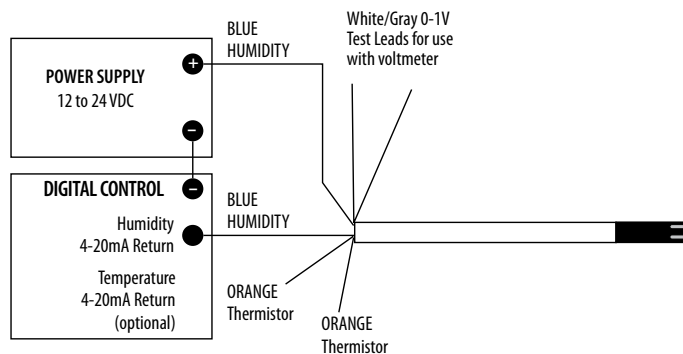 BLUE
HUMIDITY
White/Gray 0-1V
Test Leads for use
with voltmeter
POWER SUPPLY
12 to 24 VDC
+
−
DIGITAL CONTROL
−
Humidity
4-20mA Return
BLUE
HUMIDITY
Temperature
4-20mA Return
(optional)
ORANGE
Thermistor
ORANGE
Thermistor